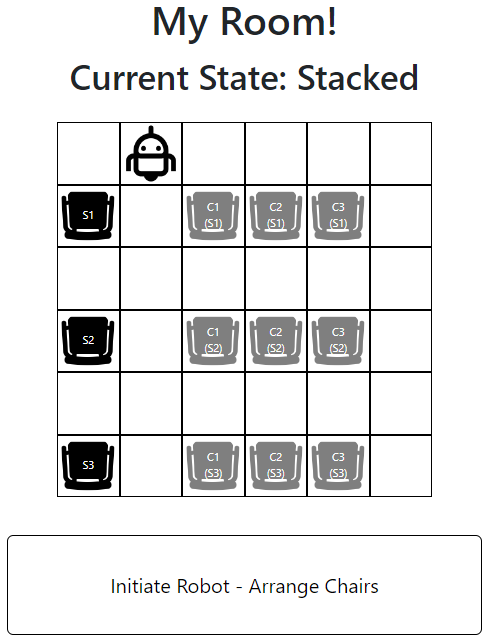 My Room!
Current State: Stacked
S1
C1
(S1)
C2
(S1)
C3
(S1)
S2
C1
(S2)
C2
(S2)
C3
(S2)
S3
C1
(S3)
C2
(S3)
C3
(S3)
Initiate Robot - Arrange Chairs